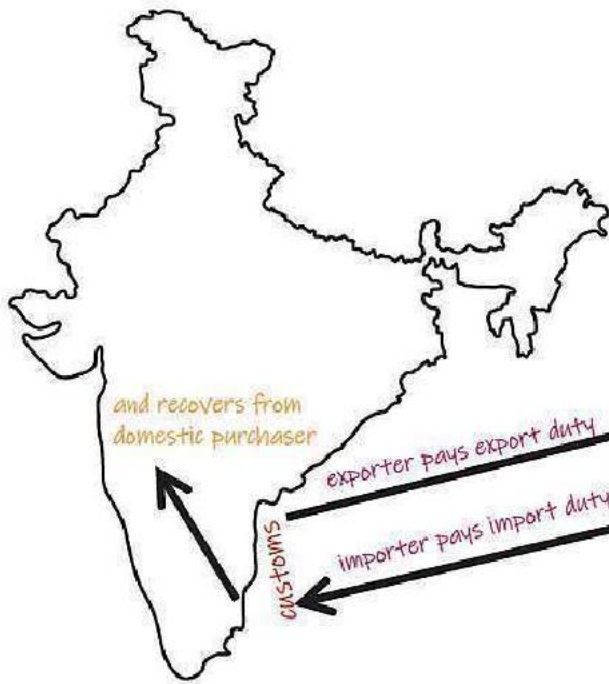 and recovers from
domestic purchaser
exporter pays export duty
importer pays import duty
customs